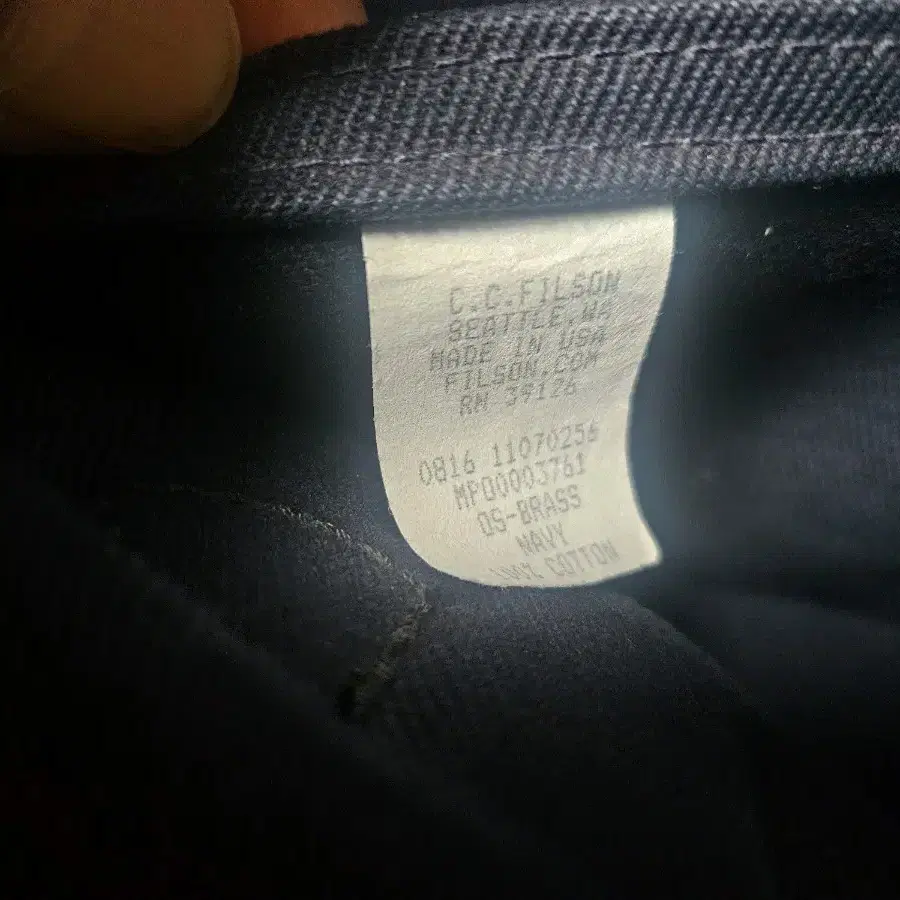 C.C.FILSON
SEATTLE,WA
MADE IN USA
FILSON.COM
RN 39126
0816 11070256
MP00003761
OS-BRASS
NAVY
100% COTTON